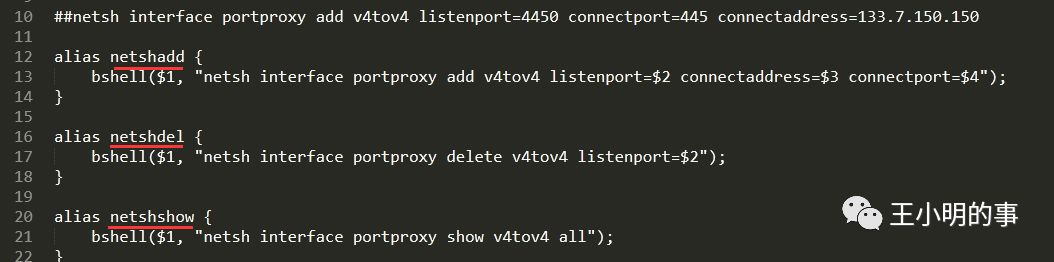 10 ##netsh interface portproxy add v4tov4 listenport=4450 connectport=445 connectaddress=133.7.150.150
11
12 alias netshadd {
13 bshell($1, "netsh interface portproxy add v4tov4 listenport=$2 connectaddress=$3 connectport=$4");
14 }
15
16 alias netshdel {
17 bshell($1, "netsh interface portproxy delete v4tov4 listenport=$2");
18 }
19
20 alias netshshow {
21 bshell($1, "netsh interface portproxy show v4tov4 all");
22 }
王小明的事